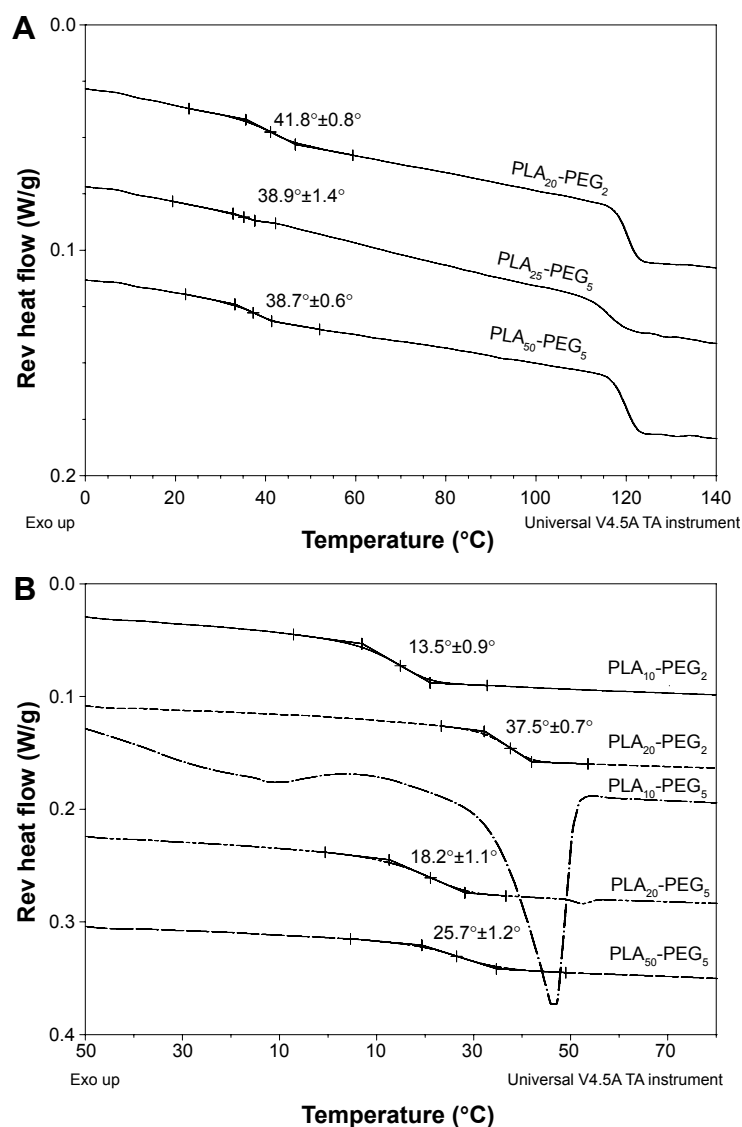 A
0.0
0.1
0.2
Rev heat flow (W/g)
41.8°±0.8°
PLA20-PEG2
38.9°±1.4°
PLA25-PEG5
38.7°±0.6°
PLA50-PEG5
0 20 40 60 80 100 120 140
Exo up
Universal V4.5A TA instrument
Temperature (°C)
B
0.0
0.1
0.2
0.3
0.4
Rev heat flow (W/g)
13.5°±0.9°
PLA10-PEG2
37.5°±0.7°
PLA20-PEG2
PLA10-PEG5
18.2°±1.1°
PLA20-PEG5
25.7°±1.2°
PLA50-PEG5
50 30 10 10 30 50 70
Exo up
Universal V4.5A TA instrument
Temperature (°C)